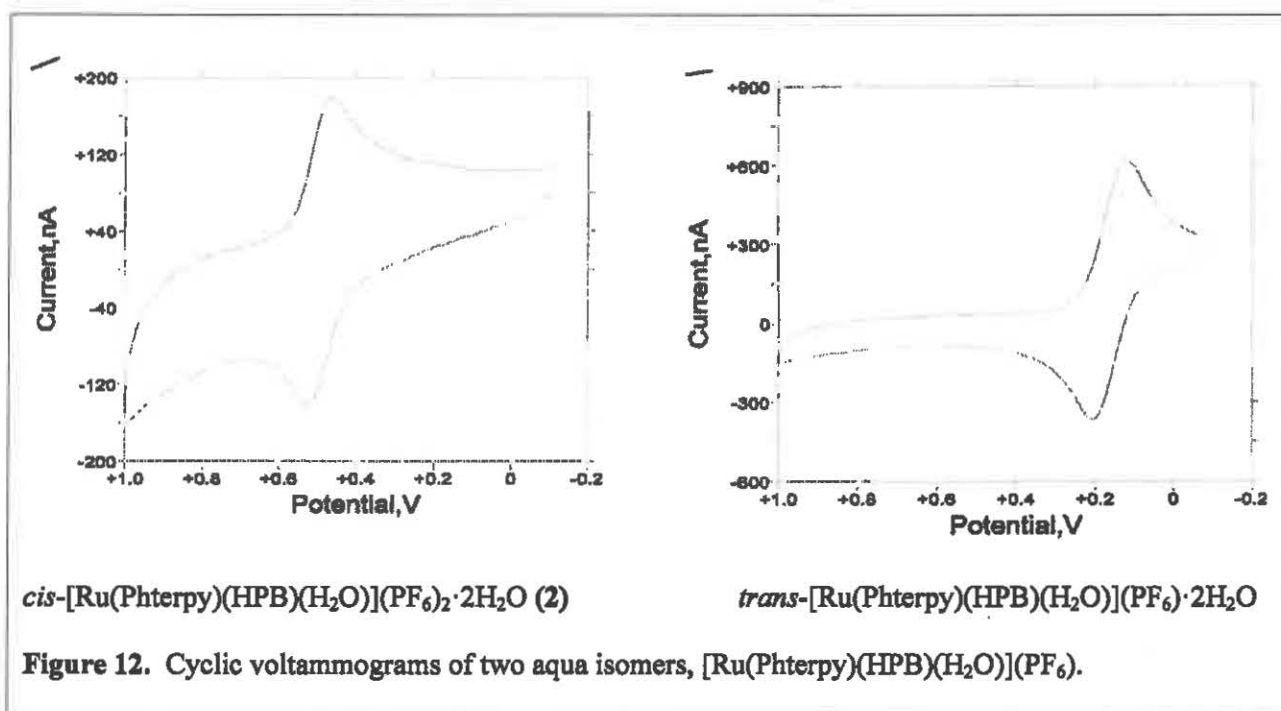 +200
+120
+40
-40
-120
-200
Current,nA
+1.0 +0.8 +0.6 +0.4 +0.2 0 -0.2
Potential,V
+900
+600
+300
0
-300
-600
Current,nA
+1.0 +0.8 +0.6 +0.4 +0.2 0 -0.2
Potential,V
cis-[Ru(Phterpy)(HPB)(H₂O)](PF₆)₂·2H₂O (2)
trans-[Ru(Phterpy)(HPB)(H₂O)](PF₆)·2H₂O
Figure 12. Cyclic voltammograms of two aqua isomers, [Ru(Phterpy)(HPB)(H₂O)](PF₆).